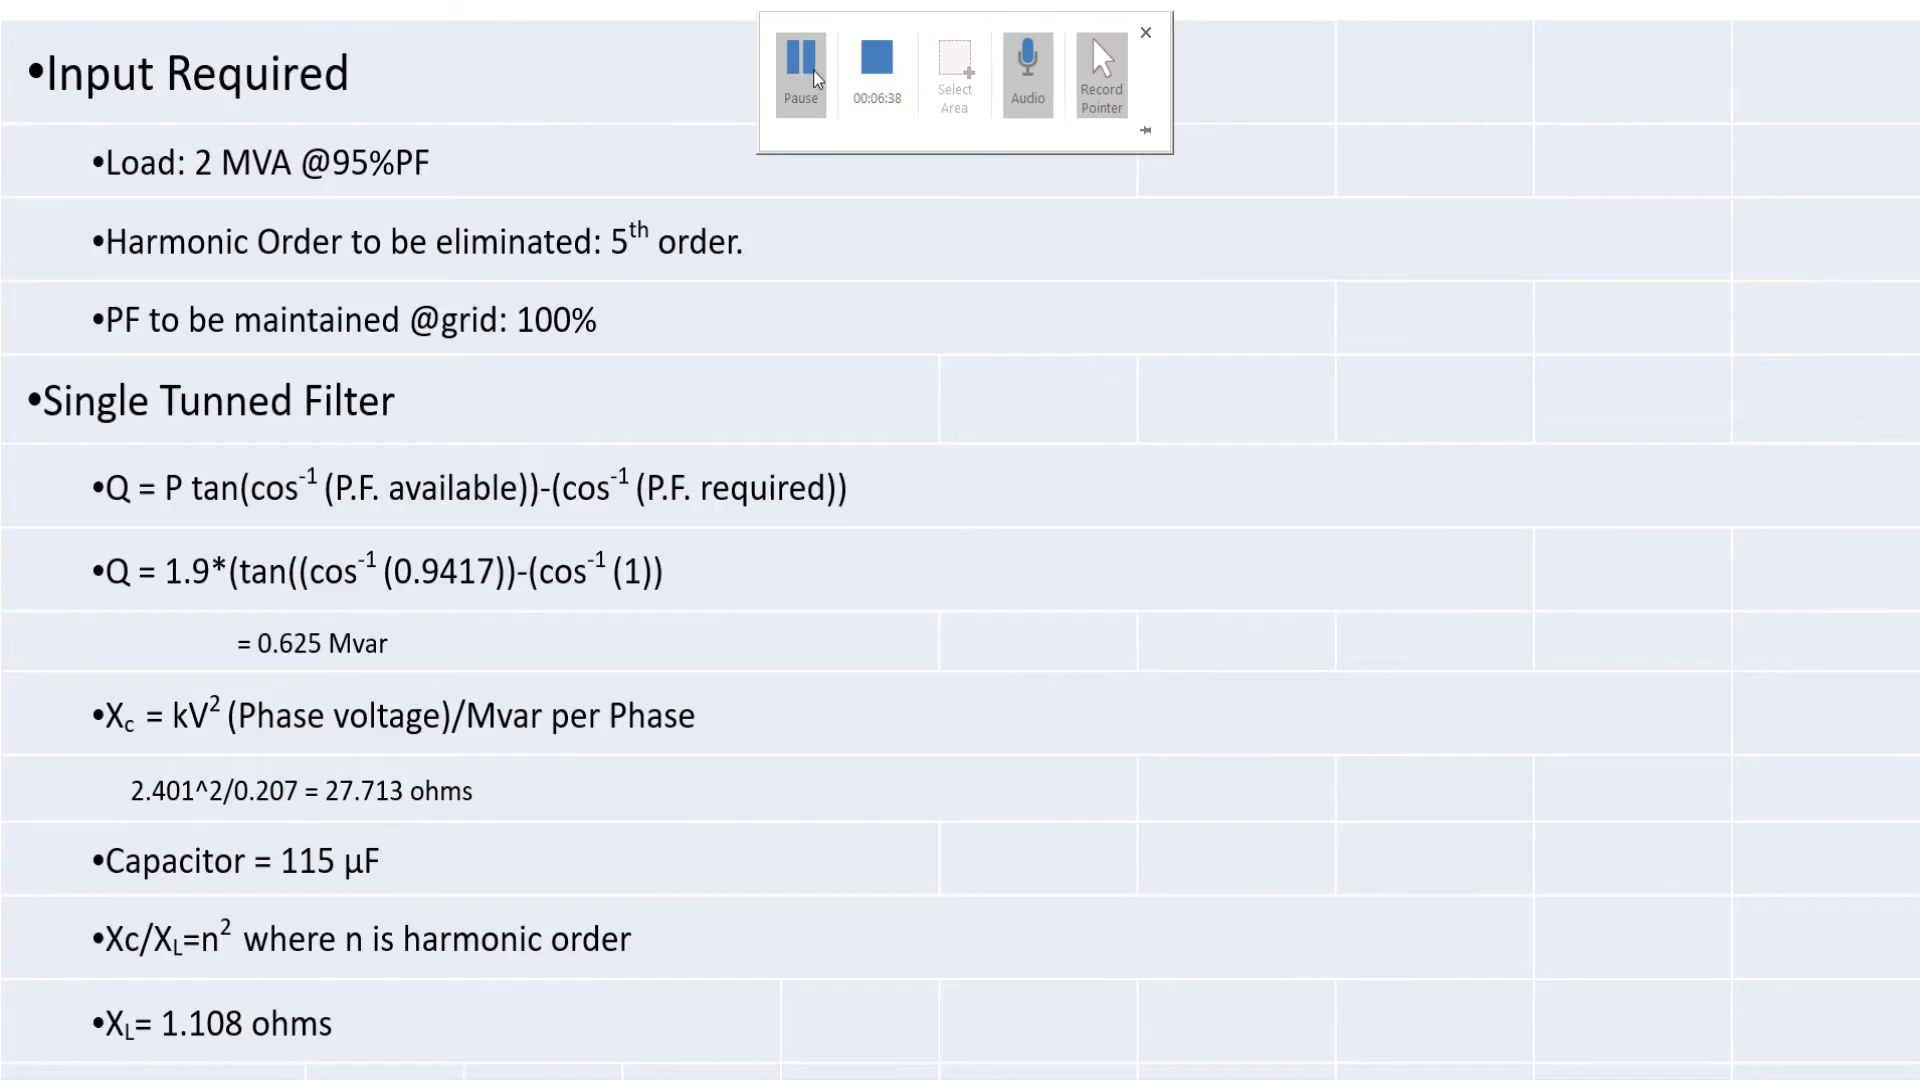 •Input Required
Pause
00:06:38
Select
Area
Audio
Record
Pointer
•Load: 2 MVA @95%PF
•Harmonic Order to be eliminated: 5th order.
•PF to be maintained @grid: 100%
•Single Tunned Filter
•Q = P tan(cos-1 (P.F. available))-(cos-1 (P.F. required))
•Q = 1.9*(tan((cos-1 (0.9417))-(cos-1 (1))
= 0.625 Mvar
•Xc = kV2 (Phase voltage)/Mvar per Phase
2.401^2/0.207 = 27.713 ohms
•Capacitor = 115 µF
•Xc/XL=n2 where n is harmonic order
•XL= 1.108 ohms